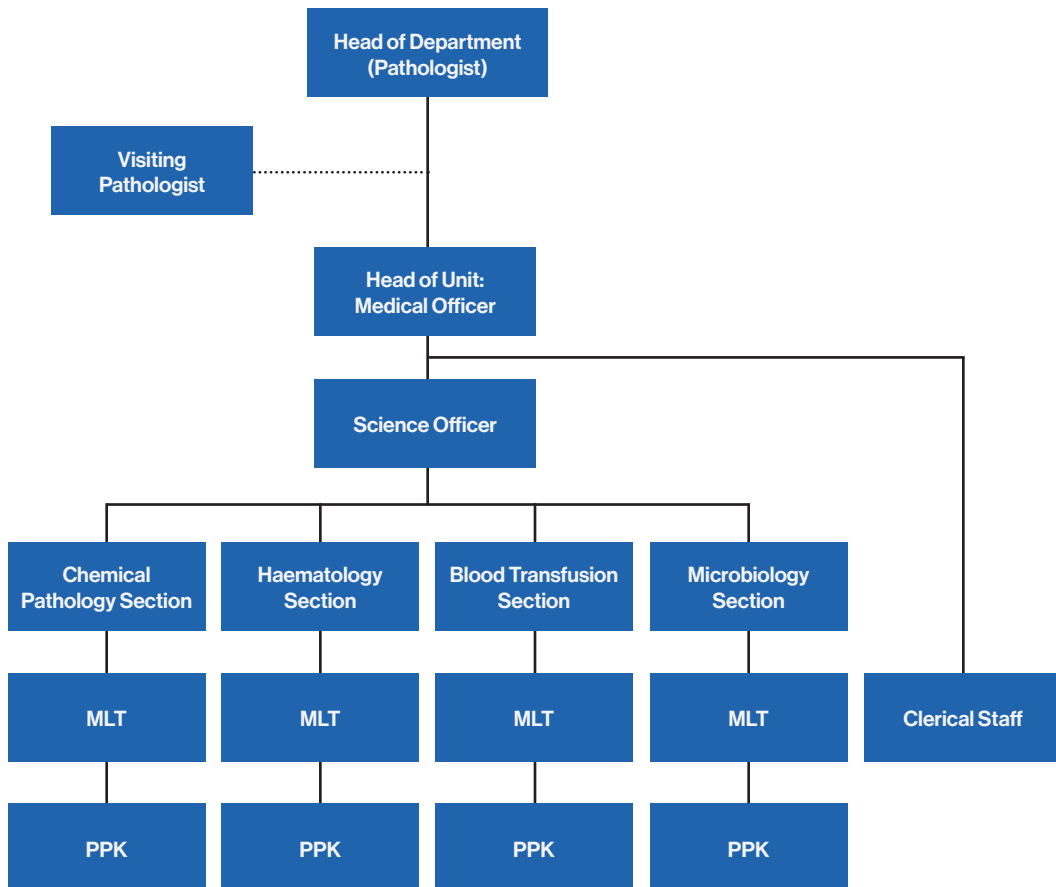 Head of Department
(Pathologist)
Visiting
Pathologist
Head of Unit:
Medical Officer
Science Officer
Chemical
Pathology Section
Haematology
Section
Blood Transfusion
Section
Microbiology
Section
MLT
MLT
MLT
MLT
Clerical Staff
PPK
PPK
PPK
PPK